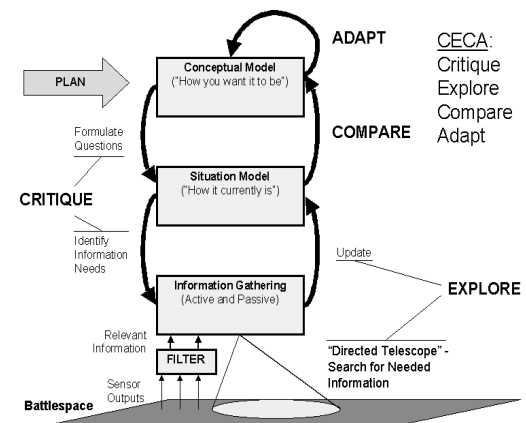 ADAPT
CECA:
Critique
Explore
Compare
Adapt
Conceptual Model
("How you want it to be")
PLAN
COMPARE
Formulate
Questions
Situation Model
("How it currently is")
CRITIQUE
Identify
Information
Needs
Update
Information Gathering
(Active and Passive)
EXPLORE
Relevant
Information
FILTER
"Directed Telescope" -
Search for Needed
Information
Sensor
Outputs
Battlespace